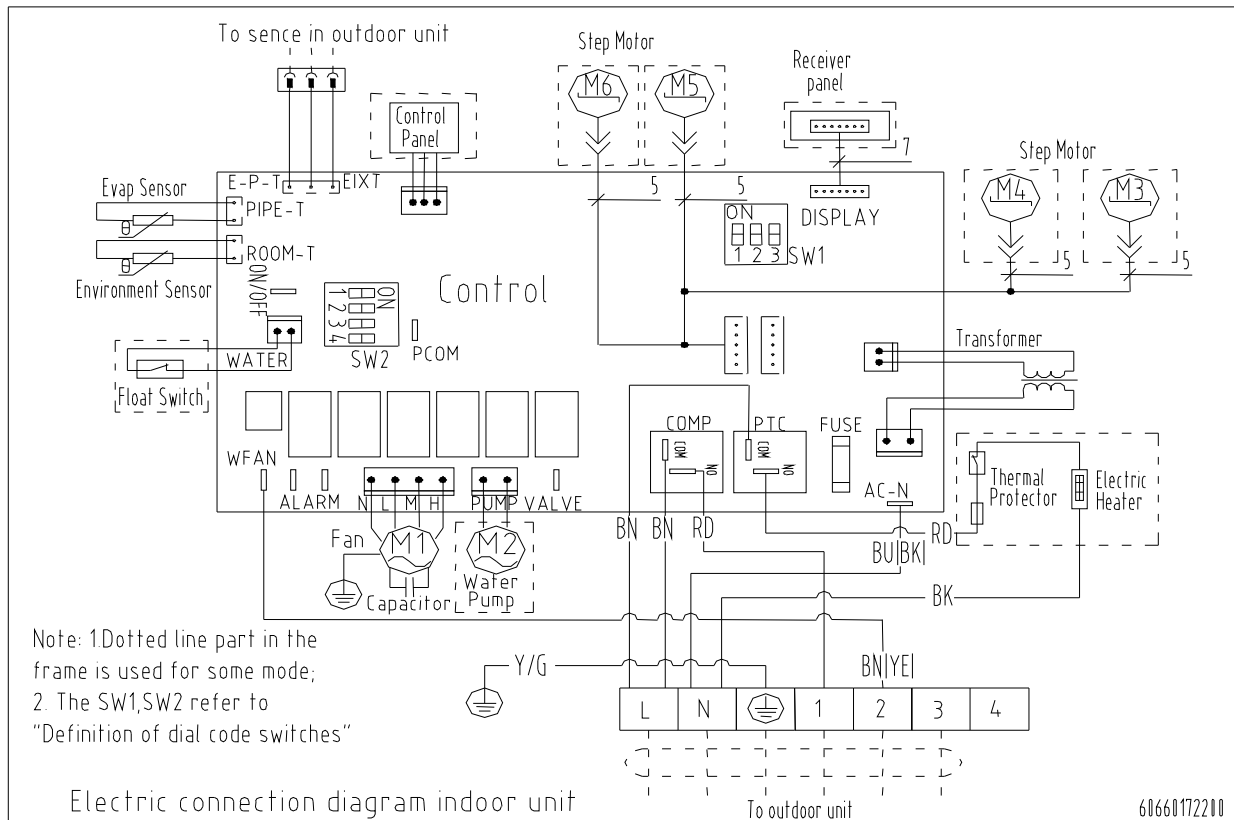 To sence in outdoor unit
Step Motor
M6
M5
Receiver
panel
Control
Panel
7
Step Motor
M4
M3
E-P-T
EIXT
5
5
Evap Sensor
PIPE-T
θ
ON
1 2 3
SW1
DISPLAY
ROOM-T
θ
Environment Sensor
5
5
ON/OFF
ON
1
2
3
4
SW2
Control
PCOM
WATER
Float Switch
Transformer
COMP
COM
NO
PTC
COM
NO
FUSE
WFAN
ALARM
N L M H
PUMP
VALVE
AC-N
Thermal
Protector
Electric
Heater
Fan
M1
Capacitor
M2
Water
Pump
BN
BN
RD
BU|BK|
RD
BK
Note: 1.Dotted line part in the
frame is used for some mode;
2. The SW1,SW2 refer to
"Definition of dial code switches"
Y/G
BN|YE|
L
N
1
2
3
4
Electric connection diagram indoor unit
To outdoor unit
60660172200